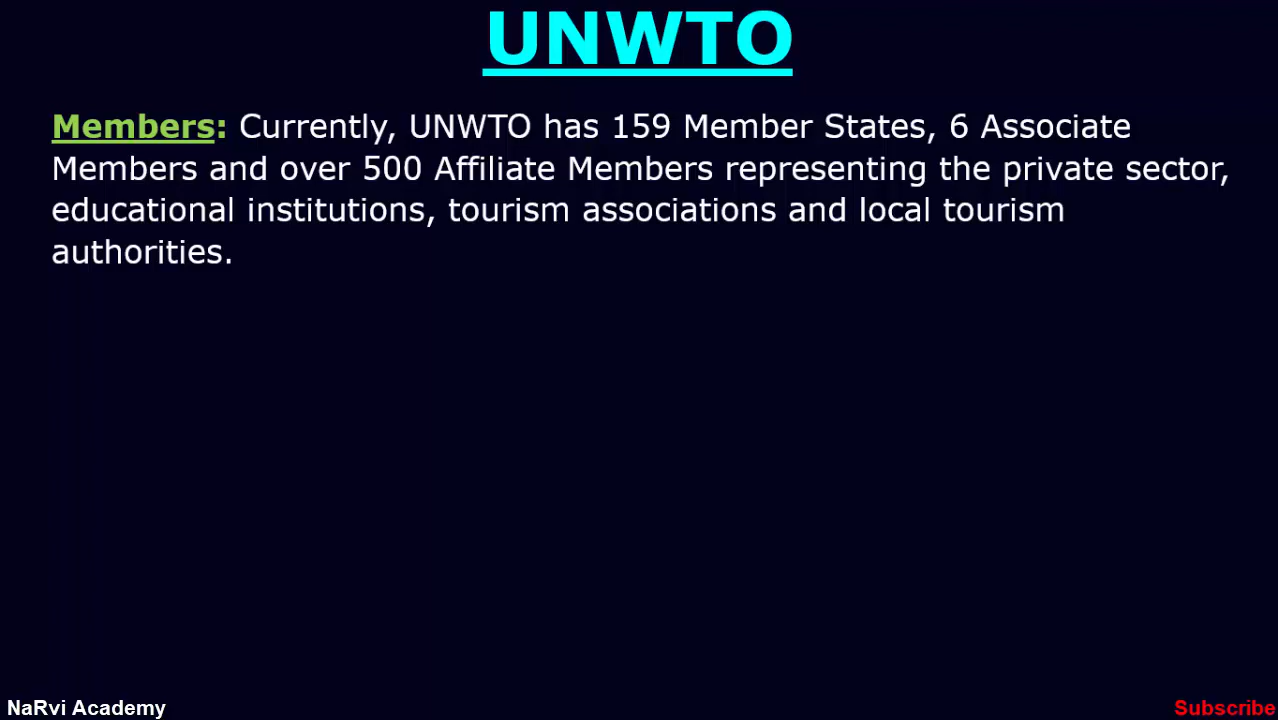 UNWTO
Members: Currently, UNWTO has 159 Member States, 6 Associate
Members and over 500 Affiliate Members representing the private sector,
educational institutions, tourism associations and local tourism
authorities.
NaRvi Academy
Subscribe